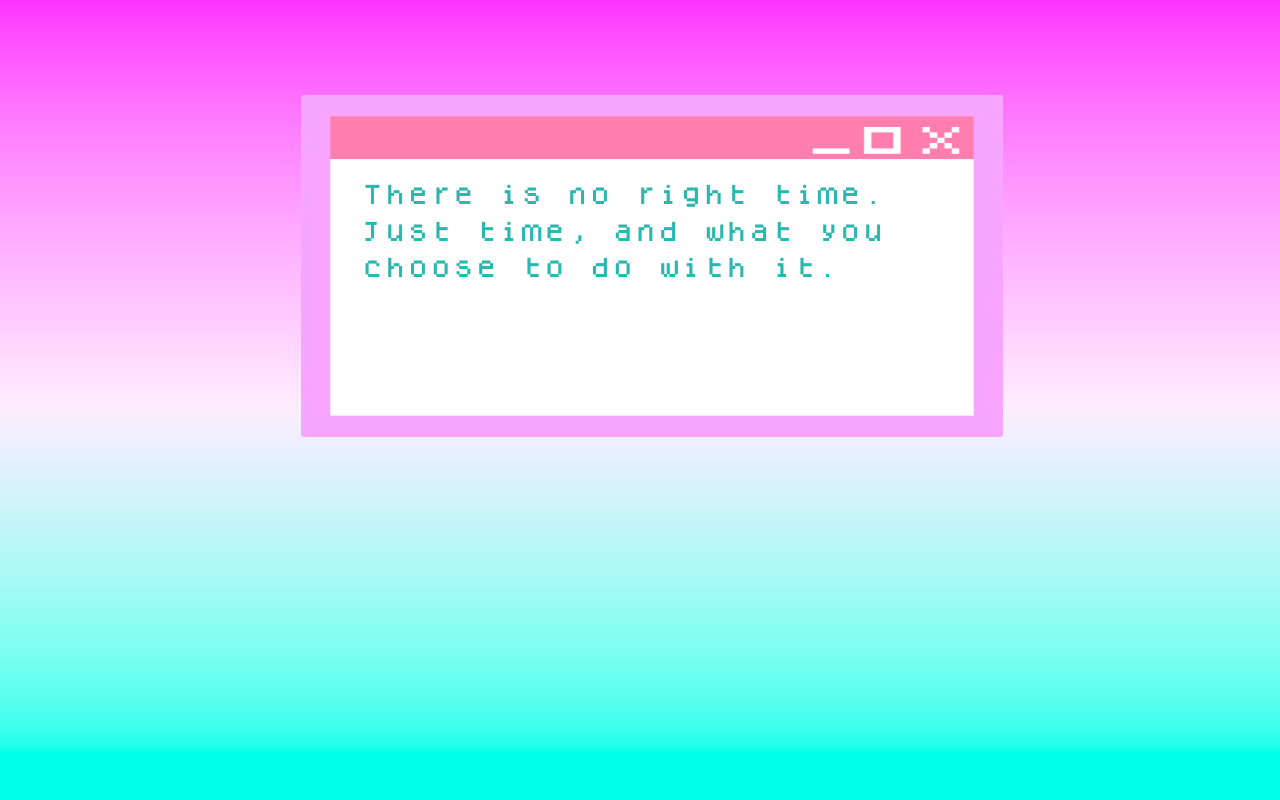 There is no right time.
Just time, and what you
choose to do with it.